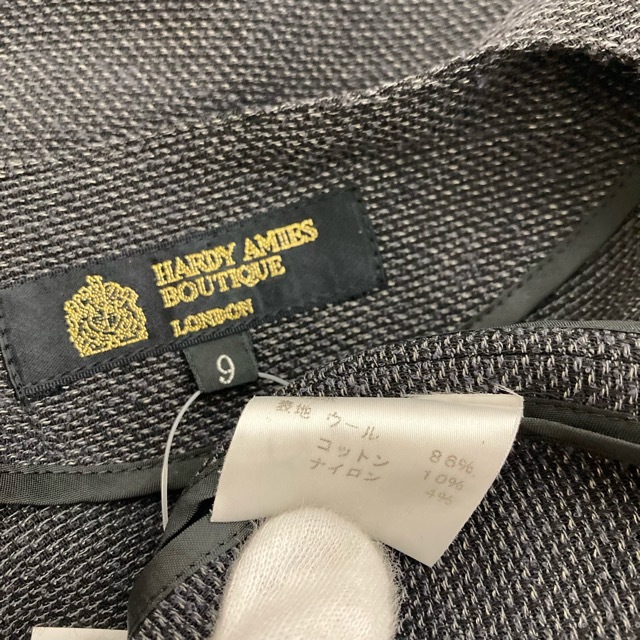 HARDY AMIES
BOUTIQUE
LONDON
9
表地 ウール 86%
コットン 10%
ナイロン 4%